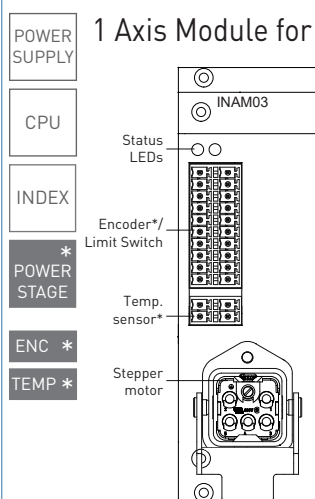 1 Axis Module for
POWER
SUPPLY
CPU
INDEX
*
POWER
STAGE
ENC *
TEMP *
INAM03
Status
LEDs
Encoder*/
Limit Switch
Temp.
sensor*
Stepper
motor